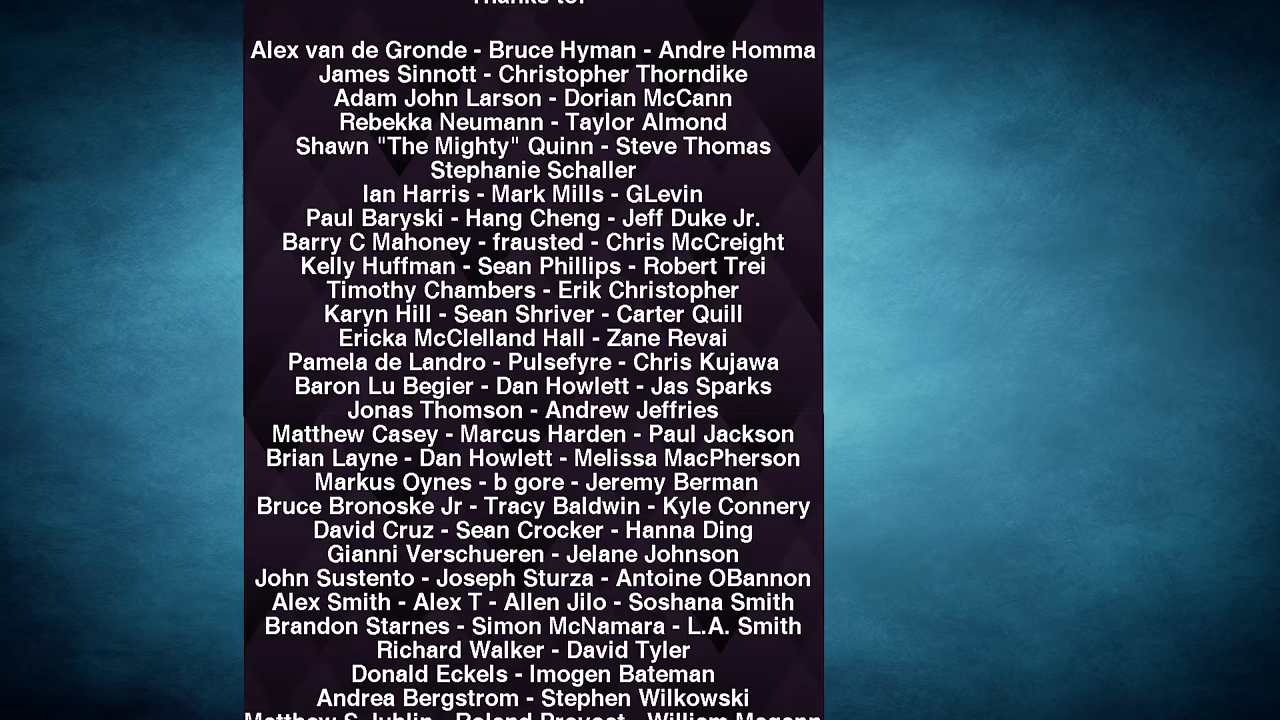 Thanks to:
Alex van de Gronde - Bruce Hyman - Andre Homma
James Sinnott - Christopher Thorndike
Adam John Larson - Dorian McCann
Rebekka Neumann - Taylor Almond
Shawn "The Mighty" Quinn - Steve Thomas
Stephanie Schaller
Ian Harris - Mark Mills - GLevin
Paul Baryski - Hang Cheng - Jeff Duke Jr.
Barry C Mahoney - frausted - Chris McCreight
Kelly Huffman - Sean Phillips - Robert Trei
Timothy Chambers - Erik Christopher
Karyn Hill - Sean Shriver - Carter Quill
Ericka McClelland Hall - Zane Revai
Pamela de Landro - Pulsefyre - Chris Kujawa
Baron Lu Begier - Dan Howlett - Jas Sparks
Jonas Thomson - Andrew Jeffries
Matthew Casey - Marcus Harden - Paul Jackson
Brian Layne - Dan Howlett - Melissa MacPherson
Markus Oynes - b gore - Jeremy Berman
Bruce Bronoske Jr - Tracy Baldwin - Kyle Connery
David Cruz - Sean Crocker - Hanna Ding
Gianni Verschueren - Jelane Johnson
John Sustento - Joseph Sturza - Antoine OBannon
Alex Smith - Alex T - Allen Jilo - Soshana Smith
Brandon Starnes - Simon McNamara - L.A. Smith
Richard Walker - David Tyler
Donald Eckels - Imogen Bateman
Andrea Bergstrom - Stephen Wilkowski
Matthew S - Roland Provost - William